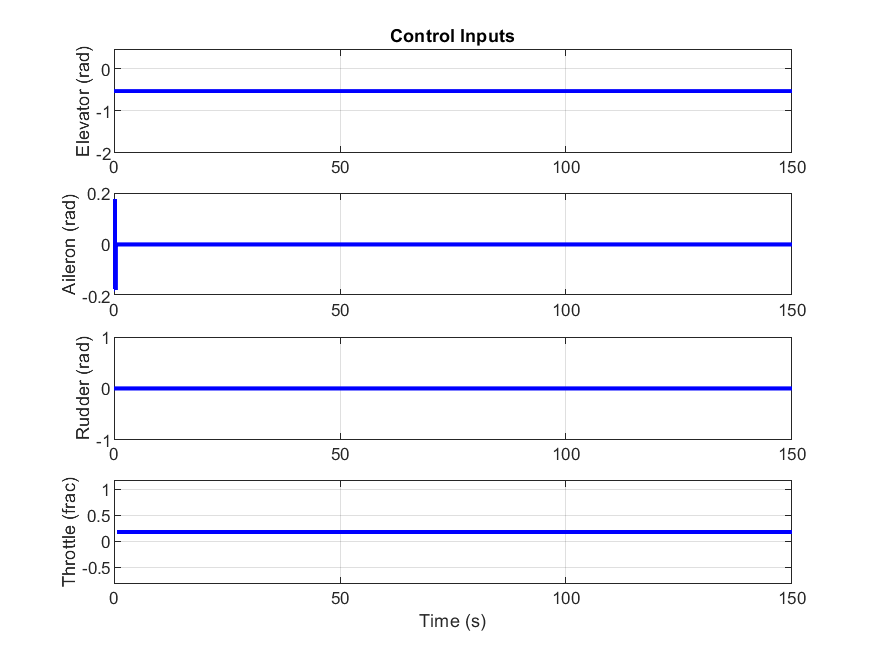 Control Inputs
Elevator (rad)
0
-1
-2
0 50 100 150
Aileron (rad)
0.2
0
-0.2
0 50 100 150
Rudder (rad)
1
0
-1
0 50 100 150
Throttle (frac)
1
0.5
0
-0.5
0 50 100 150
Time (s)